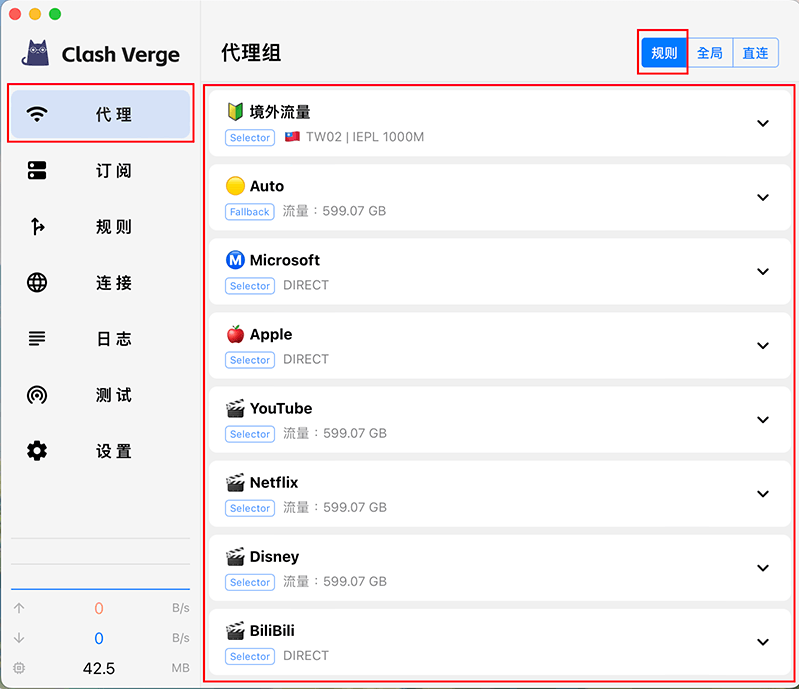 Clash Verge
代理
订阅
规则
连接
日志
测试
设置
0 B/s
0 B/s
42.5 MB
代理组
规则 全局 直连
境外流量
Selector TW02 | IEPL 1000M
Auto
Fallback 流量：599.07 GB
Microsoft
Selector DIRECT
Apple
Selector DIRECT
YouTube
Selector 流量：599.07 GB
Netflix
Selector 流量：599.07 GB
Disney
Selector 流量：599.07 GB
BiliBili
Selector DIRECT